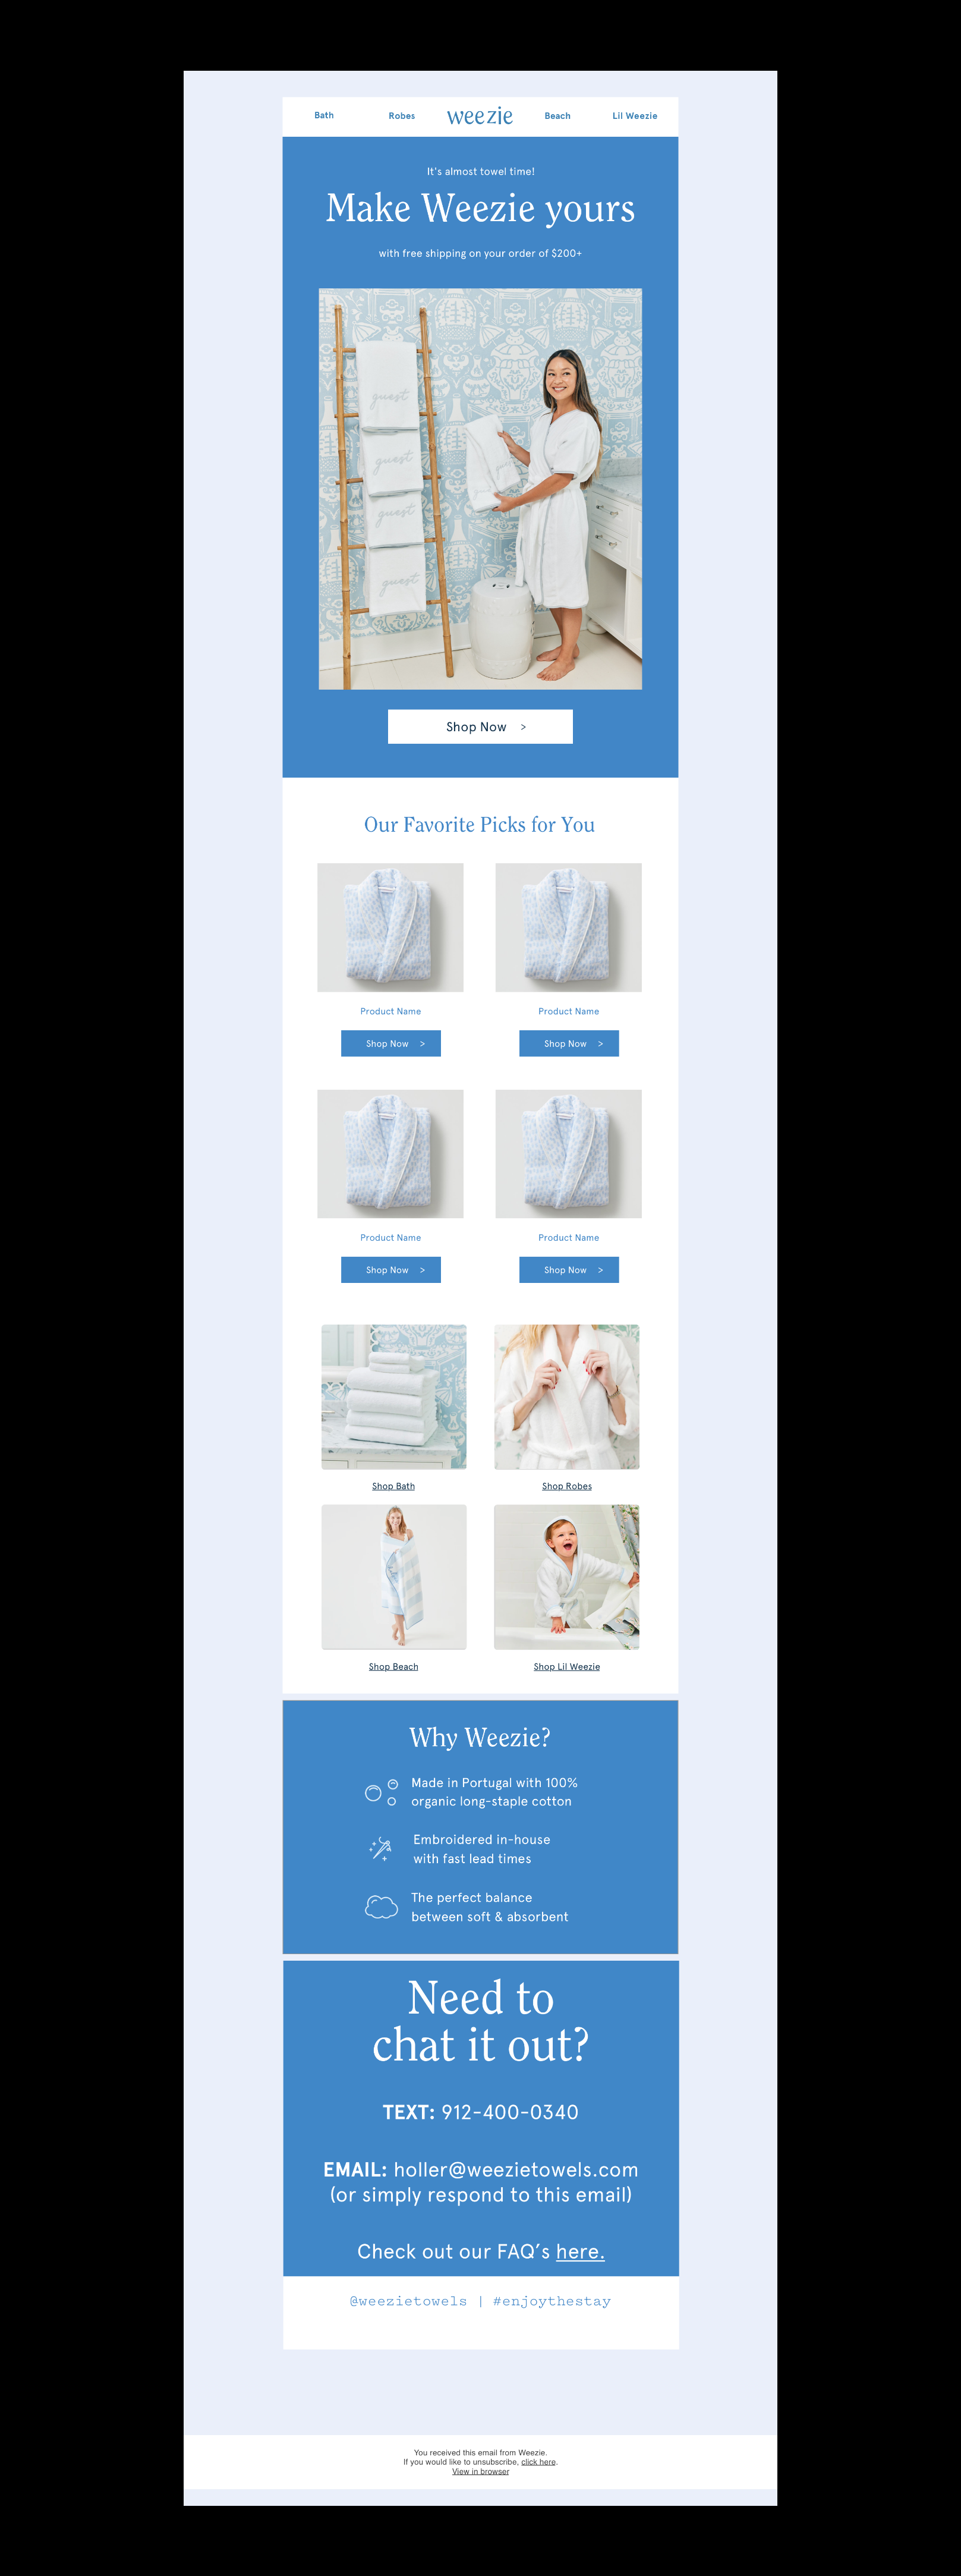 Bath Robes weezie Beach Lil Weezie
It's almost towel time!
Make Weezie yours
with free shipping on your order of $200+
guest
guest
guest
guest
Shop Now >
Our Favorite Picks for You
Product Name Product Name
Shop Now > Shop Now >
Product Name Product Name
Shop Now > Shop Now >
Shop Bath Shop Robes
Shop Beach Shop Lil Weezie
Why Weezie?
Made in Portugal with 100%
organic long-staple cotton
Embroidered in-house
with fast lead times
The perfect balance
between soft & absorbent
Need to
chat it out?
TEXT: 912-400-0340
EMAIL: holler@weezietowels.com
(or simply respond to this email)
Check out our FAQ’s here.
@weezietowels | #enjoythestay
You received this email from Weezie.
If you would like to unsubscribe, click here.
View in browser